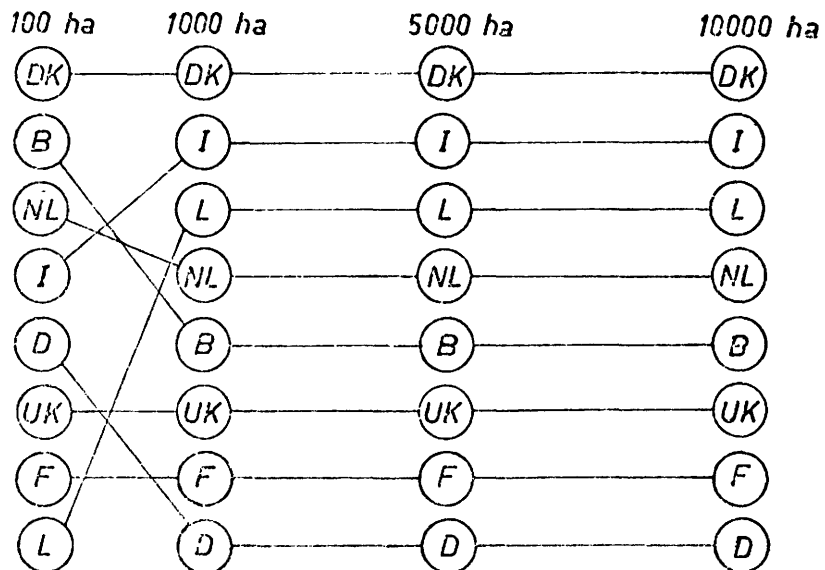 100 ha 1000 ha 5000 ha 10000 ha
DK DK DK DK
B I I I
NL L L L
I NL NL NL
D B B B
UK UK UK UK
F F F F
L D D D